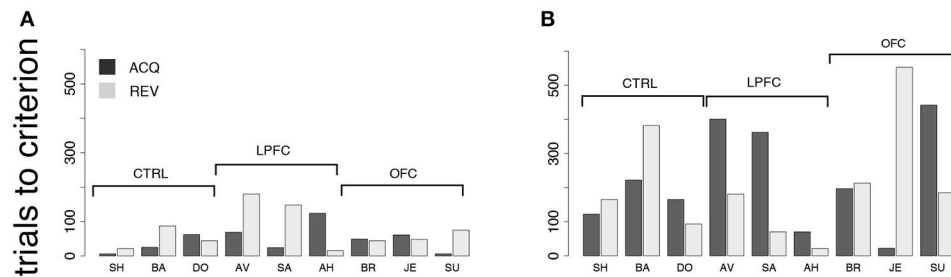 A
trials to criterion
500
300
100
0
ACQ
REV
CTRL
LPFC
OFC
SH BA DO AV SA AH BR JE SU
B
500
300
100
0
CTRL
LPFC
OFC
SH BA DO AV SA AH BR JE SU